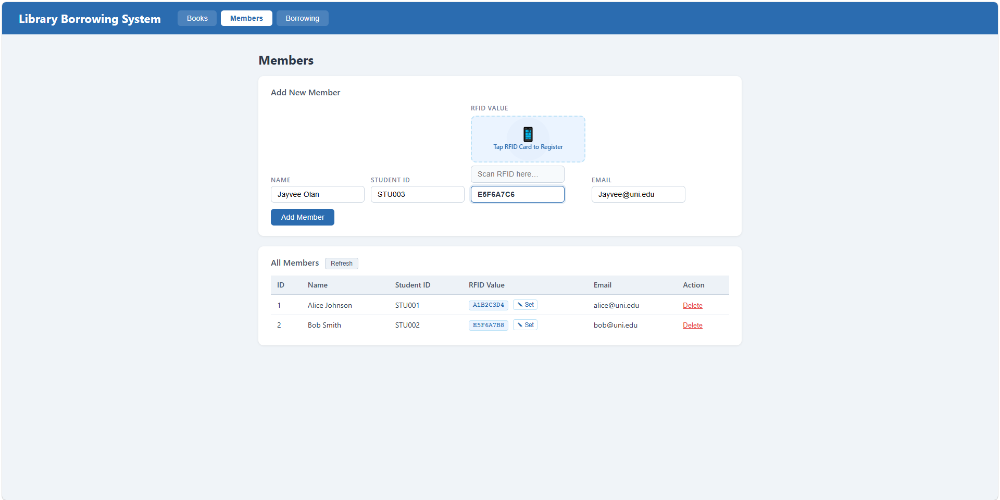 Library Borrowing System Books Members Borrowing
Members
Add New Member
RFID VALUE
Tap RFID Card to Register
Scan RFID here...
NAME STUDENT ID EMAIL
Jayvee Olan STU003 E5F6A7C6 Jayvee@uni.edu
Add Member
All Members Refresh
ID Name Student ID RFID Value Email Action
1 Alice Johnson STU001 A1B2C3D4 Set alice@uni.edu Delete
2 Bob Smith STU002 E5F6A7B8 Set bob@uni.edu Delete